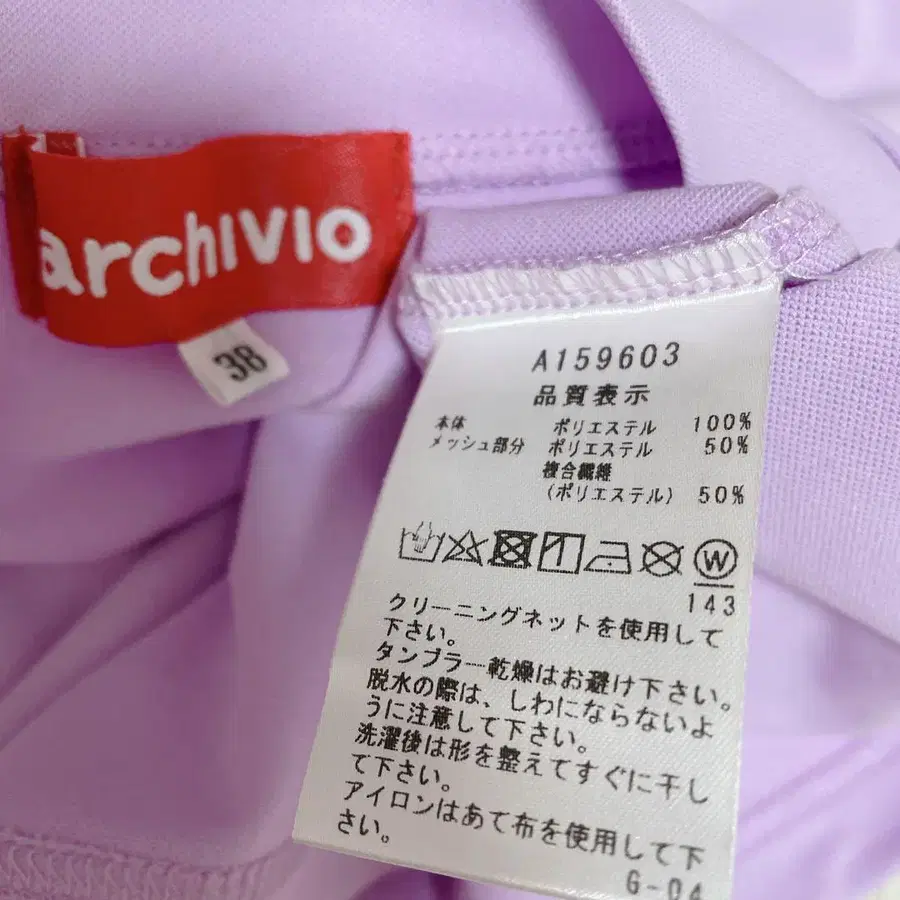 archivio
38
A159603
品質表示
本体 ポリエステル 100%
メッシュ部分 ポリエステル 50%
複合繊維
(ポリエステル) 50%
W
143
クリーニングネットを使用して
下さい。
タンブラー乾燥はお避け下さい。
脱水の際は、しわにならないよ
うに注意して下さい。
洗濯後は形を整えてすぐに干し
て下さい。
アイロンはあて布を使用して下
さい。
G-04